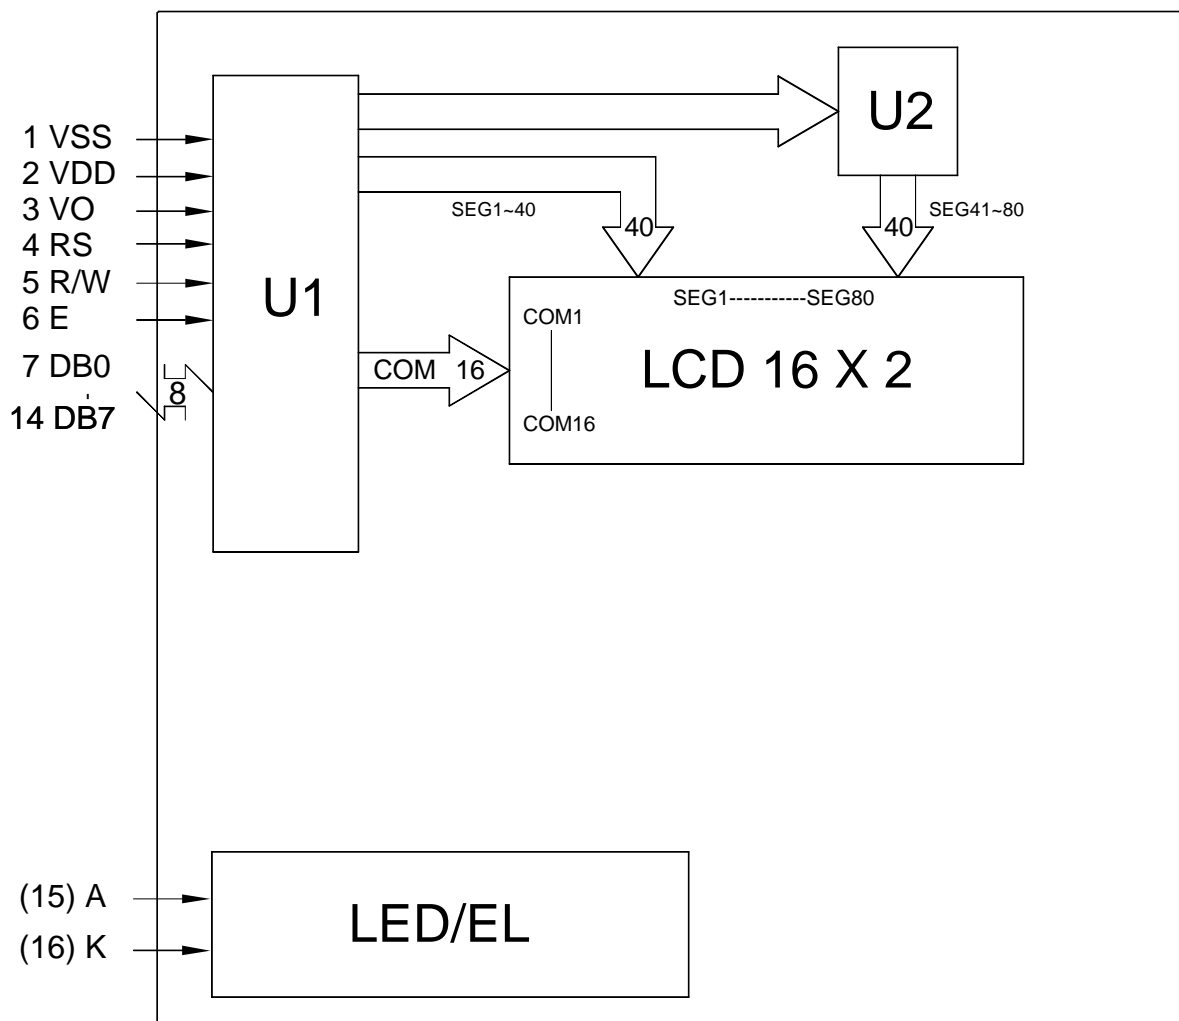 1 VSS
2 VDD
3 VO
4 RS
5 R/W
6 E
7 DB0
14 DB7
8
U1
U2
SEG1~40
40
40
SEG41~80
SEG1-----------SEG80
COM1
COM16
COM 16
LCD 16 X 2
(15) A
(16) K
LED/EL